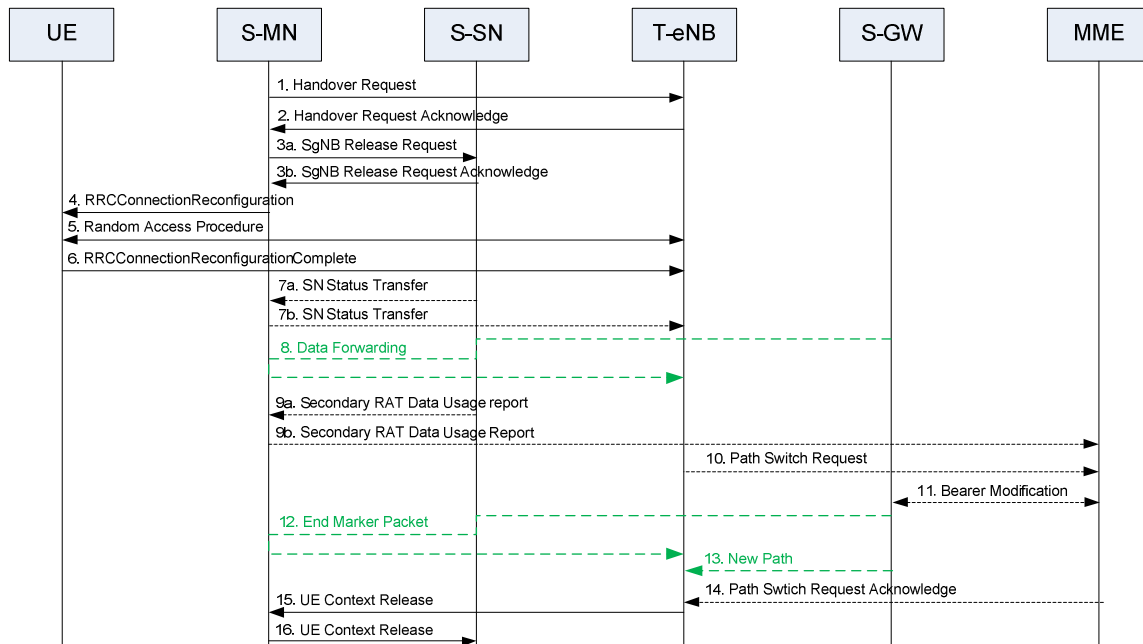 UE
S-MN
S-SN
T-eNB
S-GW
MME
1. Handover Request
2. Handover Request Acknowledge
3a. SgNB Release Request
3b. SgNB Release Request Acknowledge
4. RRCConnectionReconfiguration
5. Random Access Procedure
6. RRCConnectionReconfigurationComplete
7a. SN Status Transfer
7b. SN Status Transfer
8. Data Forwarding
9a. Secondary RAT Data Usage report
9b. Secondary RAT Data Usage Report
10. Path Switch Request
11. Bearer Modification
12. End Marker Packet
13. New Path
14. Path Swtich Request Acknowledge
15. UE Context Release
16. UE Context Release